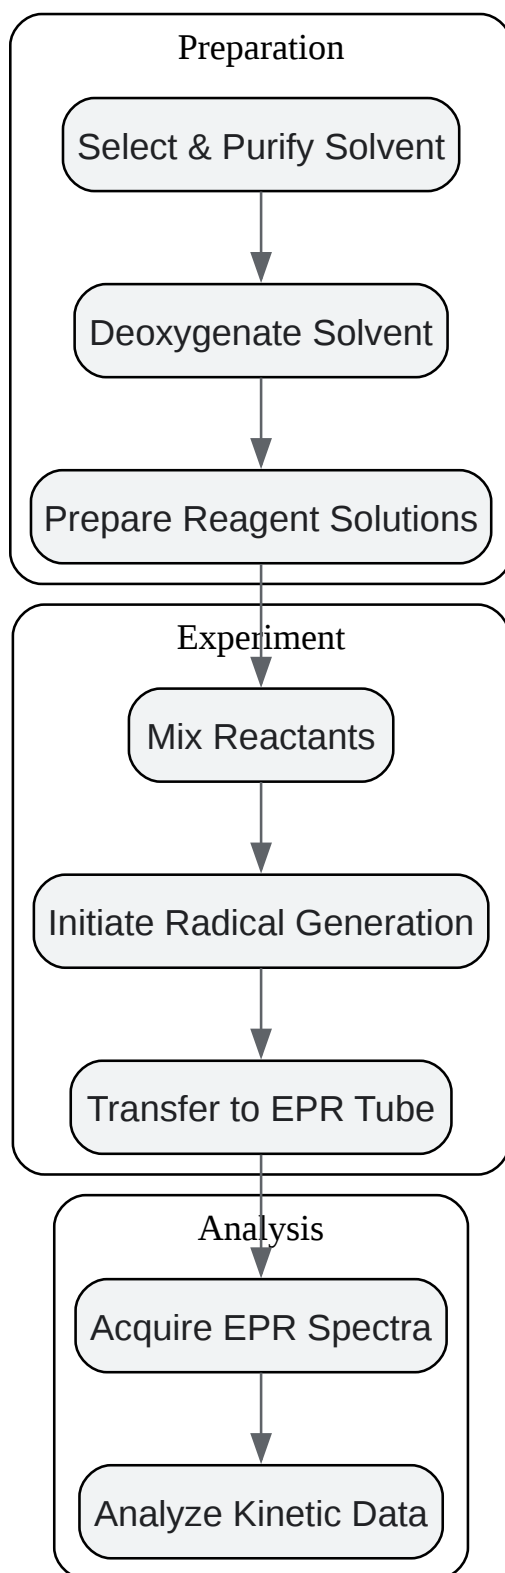 Preparation
Select & Purify Solvent
Deoxygenate Solvent
Prepare Reagent Solutions
Experiment
Mix Reactants
Initiate Radical Generation
Transfer to EPR Tube
Analysis
Acquire EPR Spectra
Analyze Kinetic Data